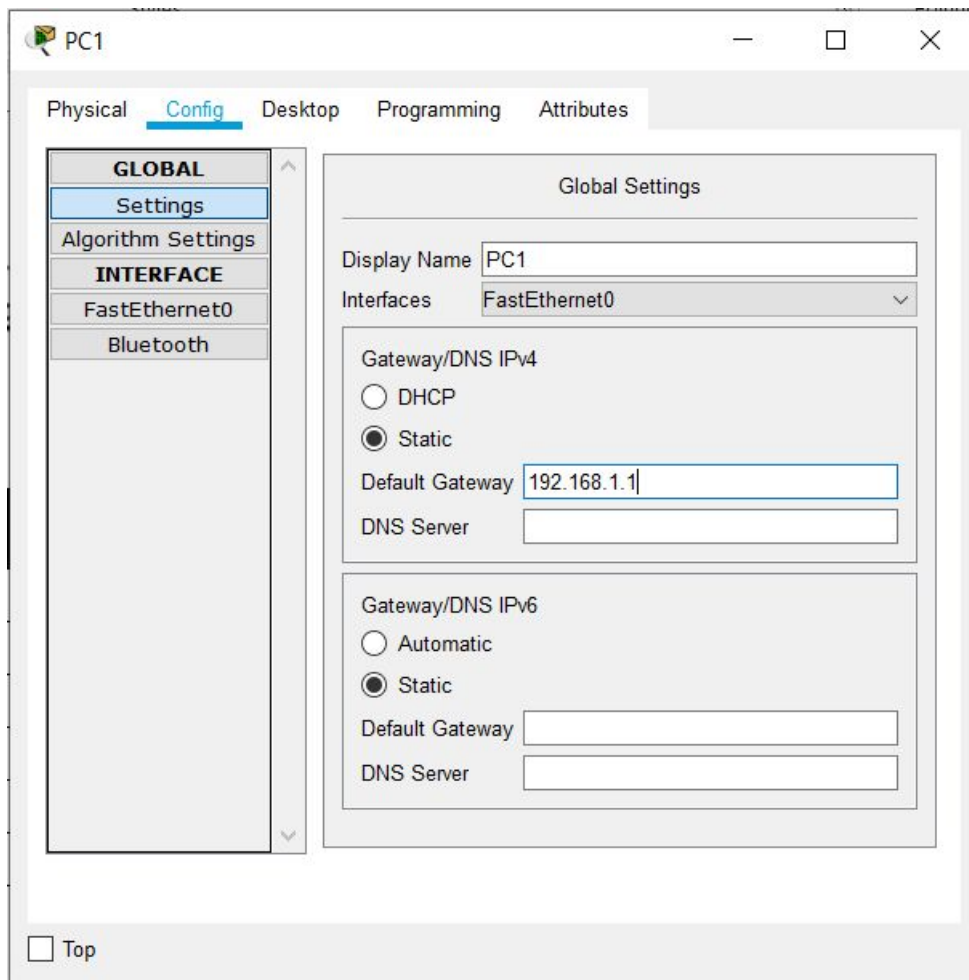 PC1
Physical Config Desktop Programming Attributes
GLOBAL
Settings
Algorithm Settings
INTERFACE
FastEthernet0
Bluetooth
Global Settings
Display Name PC1
Interfaces FastEthernet0
Gateway/DNS IPv4
DHCP
Static
Default Gateway 192.168.1.1
DNS Server
Gateway/DNS IPv6
Automatic
Static
Default Gateway
DNS Server
Top